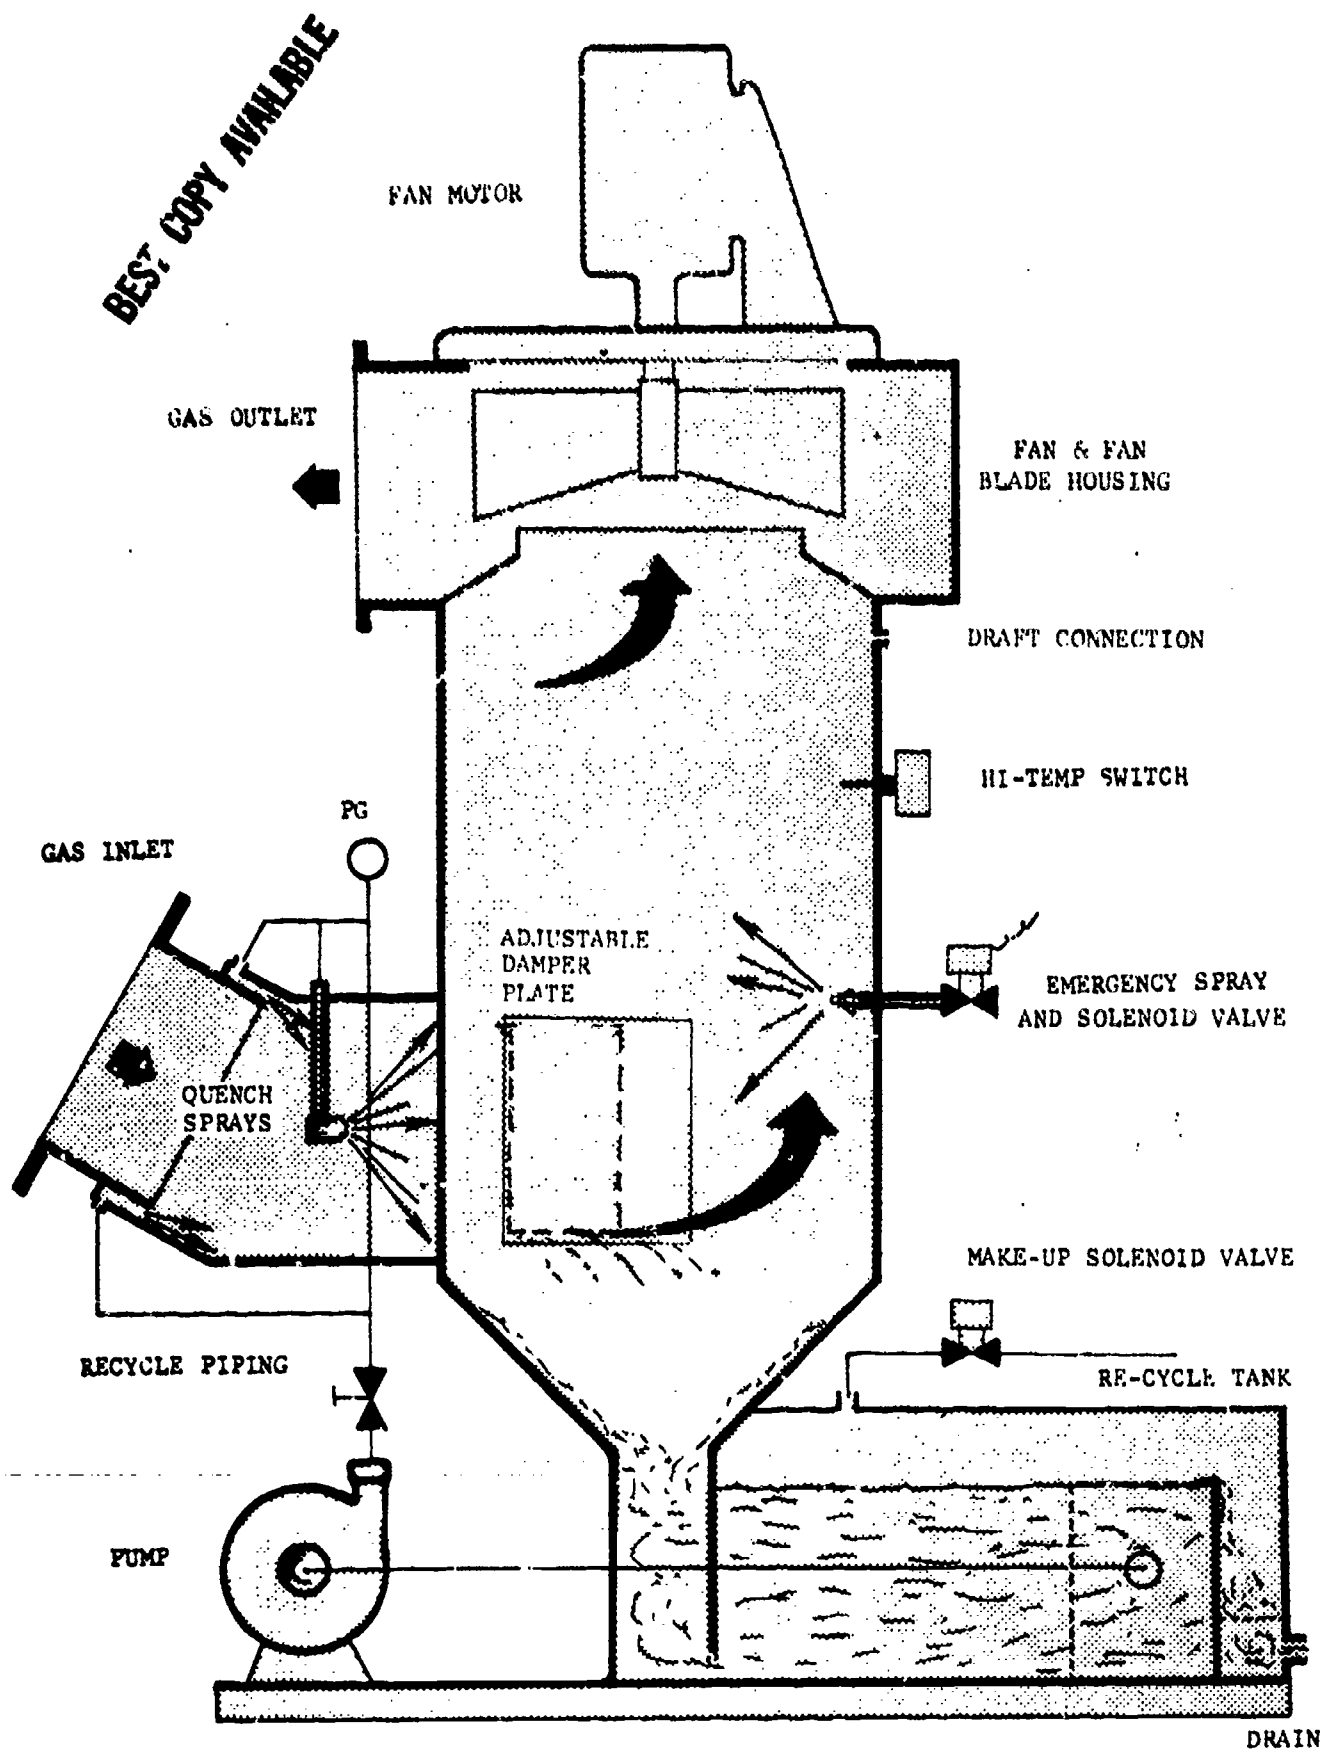 BEST COPY AVAILABLE
FAN MOTOR
GAS OUTLET
FAN & FAN
BLADE HOUSING
DRAFT CONNECTION
HI-TEMP SWITCH
PG
GAS INLET
ADJUSTABLE
DAMPER
PLATE
EMERGENCY SPRAY
AND SOLENOID VALVE
QUENCH
SPRAYS
MAKE-UP SOLENOID VALVE
RECYCLE PIPING
RE-CYCLE TANK
PUMP
DRAIN